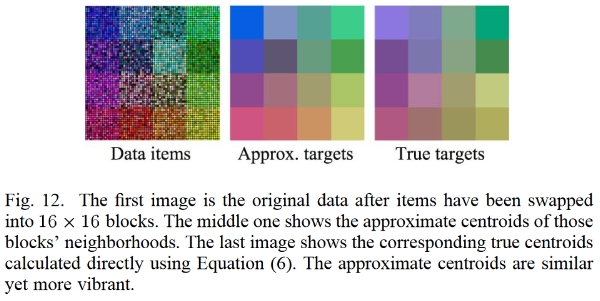 Data items
Approx. targets
True targets
Fig. 12. The first image is the original data after items have been swapped
into 16 × 16 blocks. The middle one shows the approximate centroids of those
blocks’ neighborhoods. The last image shows the corresponding true centroids
calculated directly using Equation (6). The approximate centroids are similar
yet more vibrant.